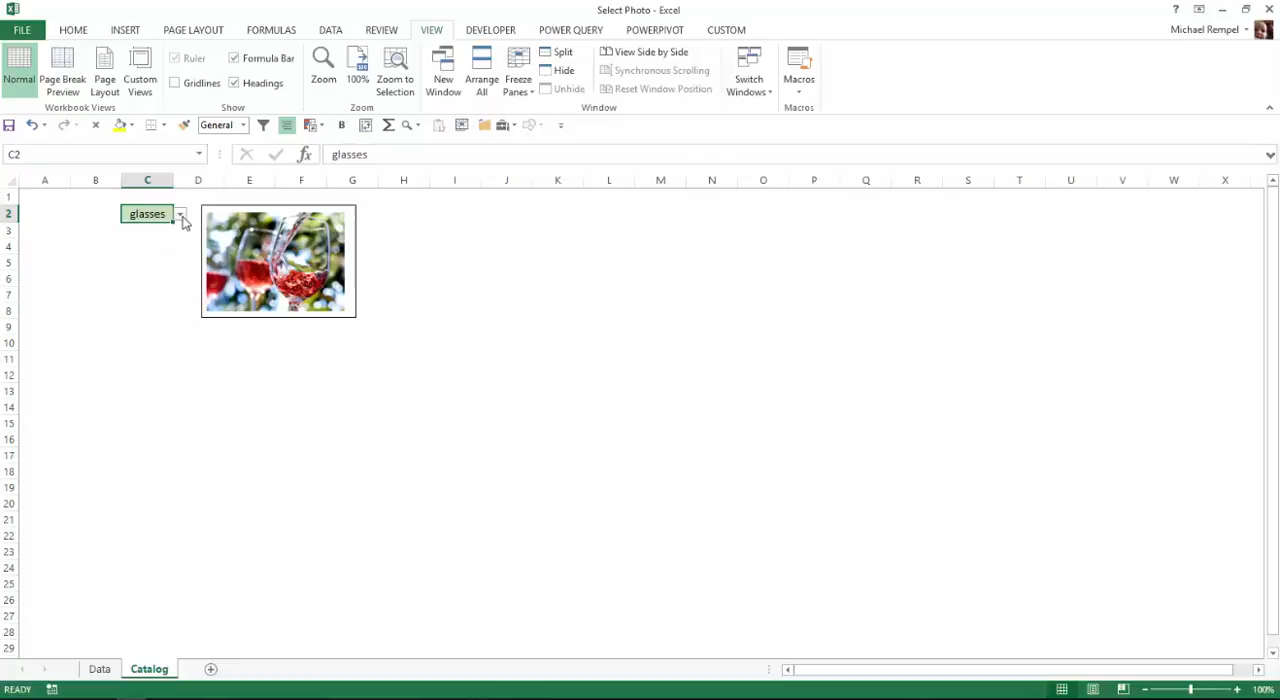 Select Photo - Excel
? 
FILE HOME INSERT PAGE LAYOUT FORMULAS DATA REVIEW VIEW DEVELOPER POWER QUERY POWERPIVOT CUSTOM Michael Rempel
Normal Page Break Preview Page Layout Custom Views
Ruler Formula Bar
Gridlines Headings
Zoom 100% Zoom to Selection
New Window Arrange All Freeze Panes
Split
Hide
Unhide
View Side by Side
Synchronous Scrolling
Reset Window Position
Switch Windows Macros
Workbook Views Show Zoom Window Macros
General B Σ
C2 fx glasses
A B C D E F G H I J K L M N O P Q R S T U V W X
1
2 glasses
3
4
5
6
7
8
9
10
11
12
13
14
15
16
17
18
19
20
21
22
23
24
25
26
27
28
29
Data Catalog
READY 100%